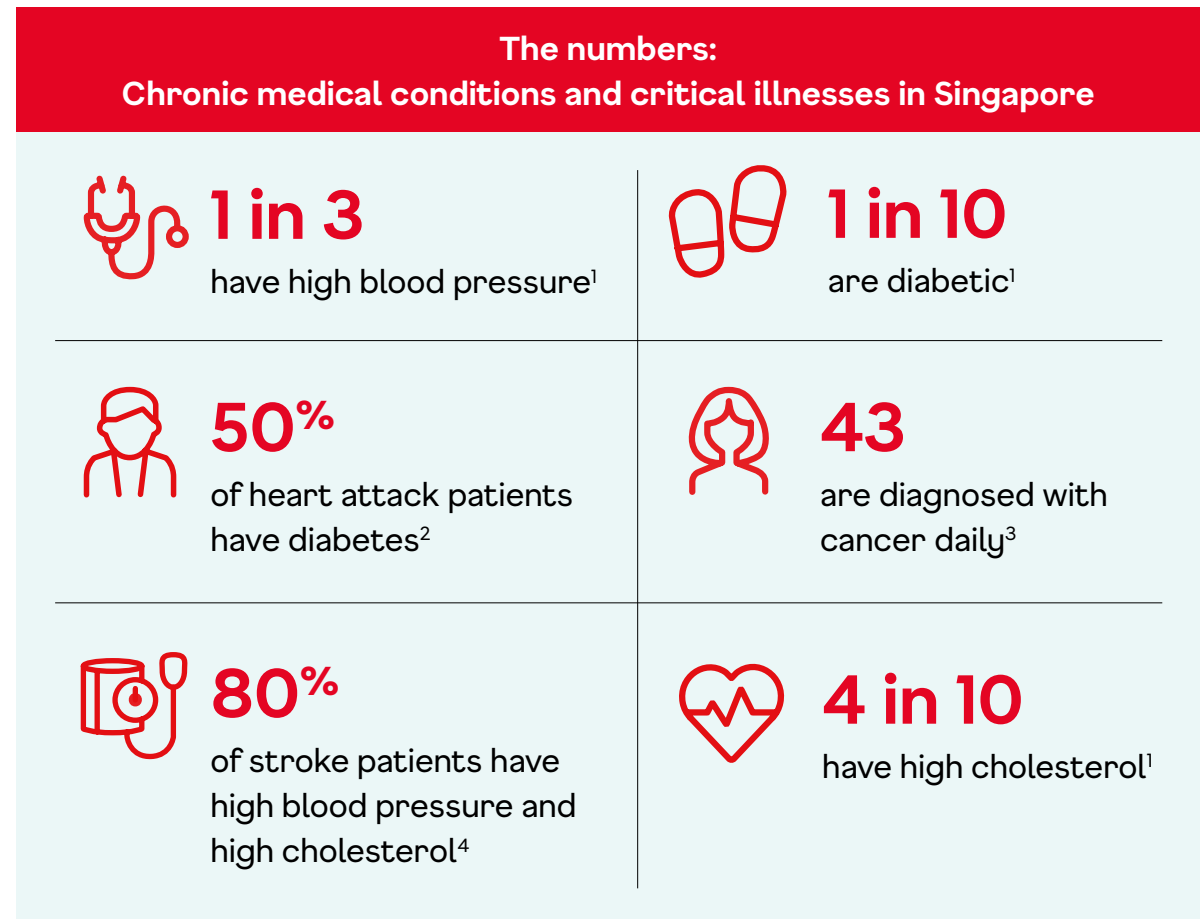 The numbers:
Chronic medical conditions and critical illnesses in Singapore
1 in 3
have high blood pressure¹
1 in 10
are diabetic¹
50%
of heart attack patients
have diabetes²
43
are diagnosed with
cancer daily³
80%
of stroke patients have
high blood pressure and
high cholesterol⁴
4 in 10
have high cholesterol¹